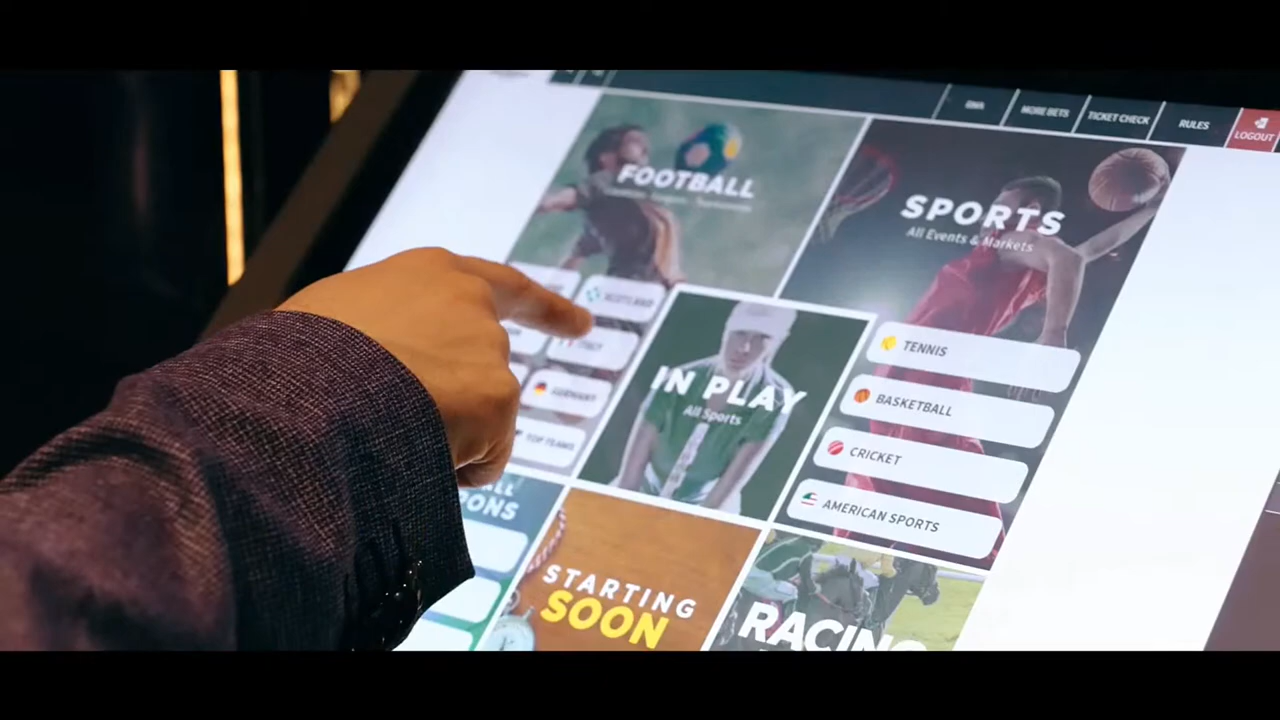 MORE BETS
TICKET CHECK
RULES
LOGOUT
FOOTBALL
SPORTS
All Events & Markets
SCOTLAND
ITALY
GERMANY
TOP TEAMS
IN PLAY
All Sports
TENNIS
BASKETBALL
CRICKET
AMERICAN SPORTS
STARTING
SOON
RACING